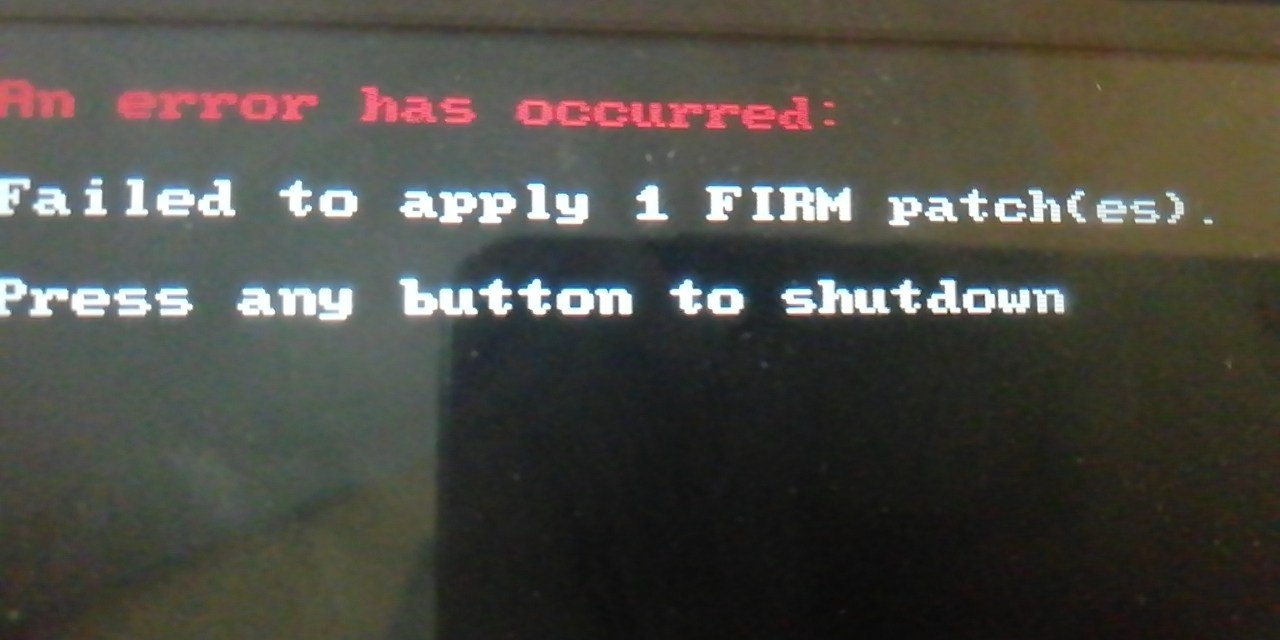 An error has occurred:
Failed to apply 1 FIRM patch(es).
Press any button to shutdown